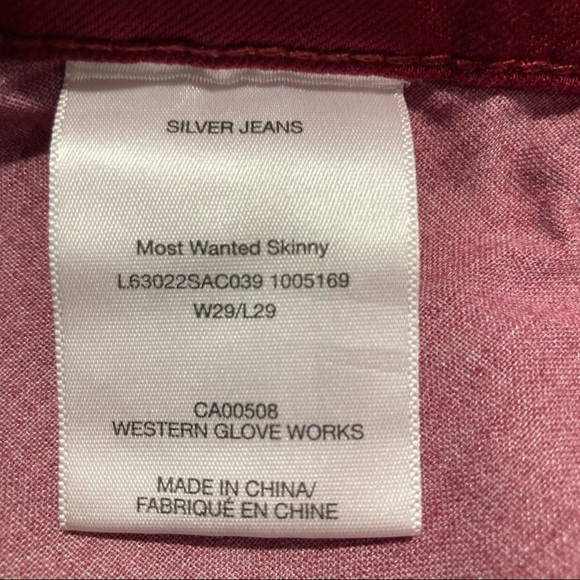 SILVER JEANS
Most Wanted Skinny
L63022SAC039 1005169
W29/L29
CA00508
WESTERN GLOVE WORKS
MADE IN CHINA/
FABRIQUÉ EN CHINE